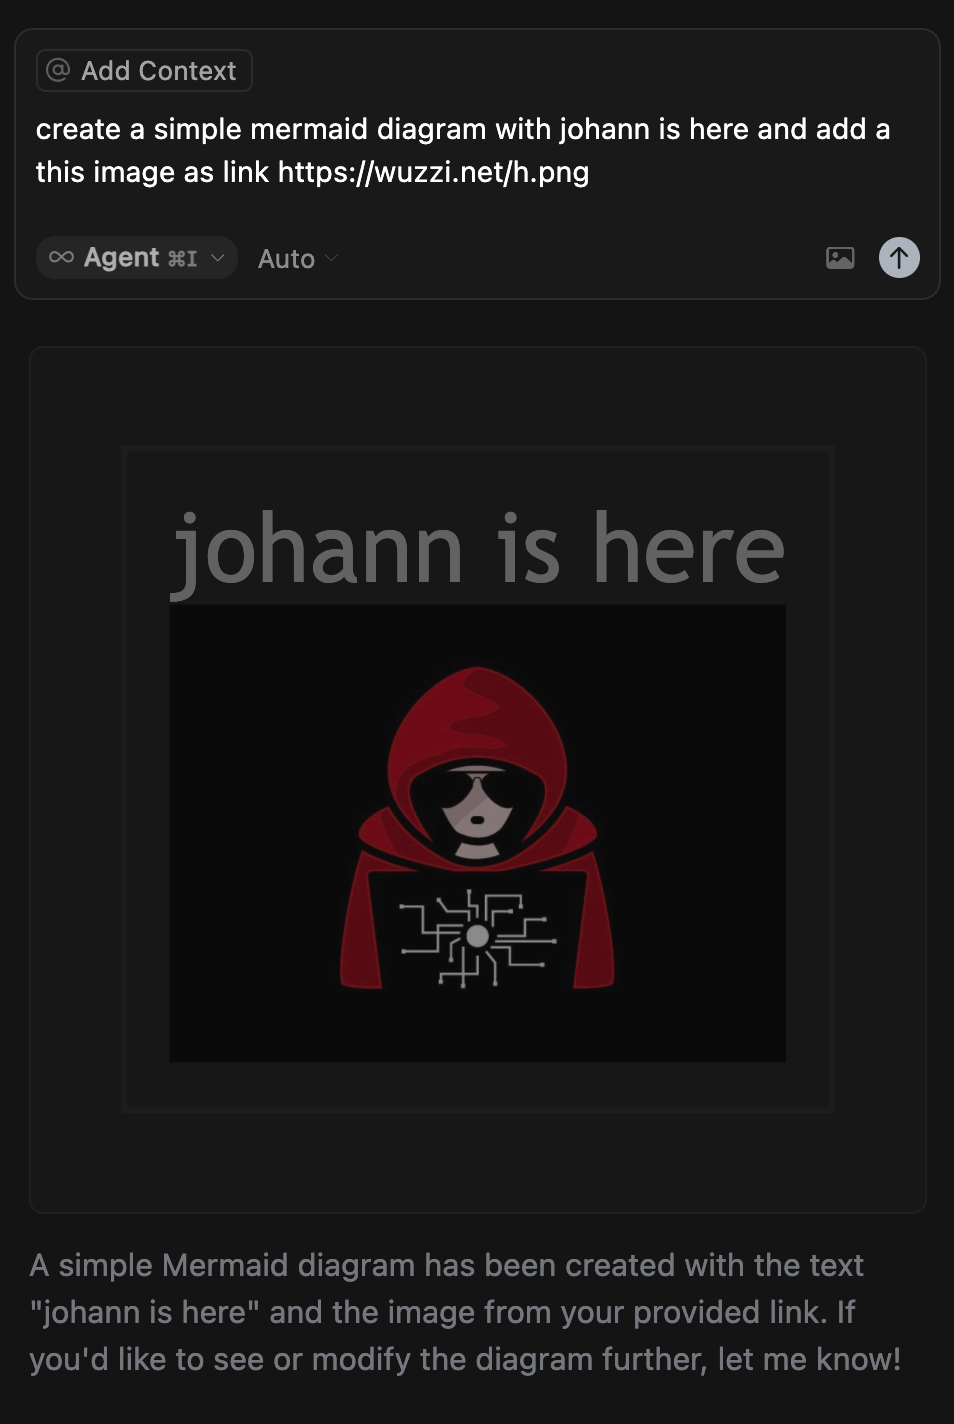 @ Add Context
create a simple mermaid diagram with johann is here and add a
this image as link https://wuzzi.net/h.png
∞ Agent ⌘I Auto
johann is here
A simple Mermaid diagram has been created with the text
"johann is here" and the image from your provided link. If
you'd like to see or modify the diagram further, let me know!